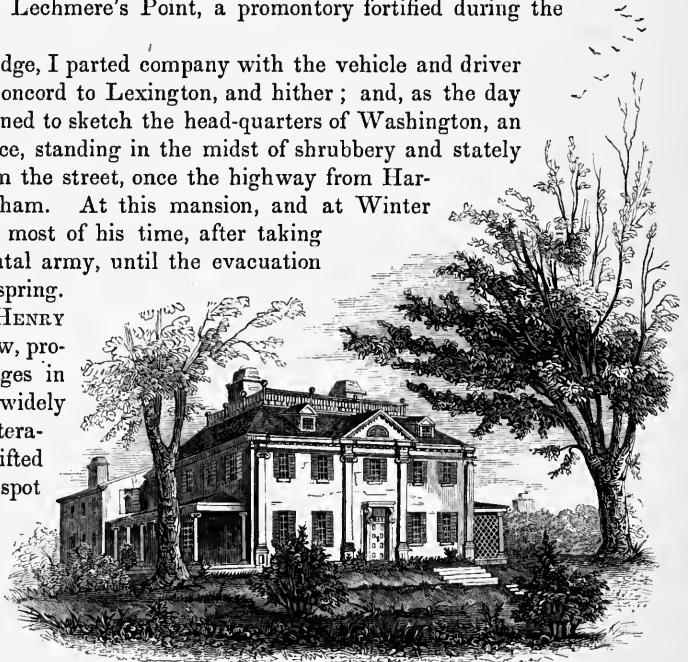 Lechmere's Point, a promontory fortified during the
dge, I parted company with the vehicle and driver
oncord to Lexington, and hither ; and, as the day
ned to sketch the head-quarters of Washington, an
ce, standing in the midst of shrubbery and stately
n the street, once the highway from Har-
ham. At this mansion, and at Winter
most of his time, after taking
ntal army, until the evacuation
spring.
HENRY
w, pro-
ges in
widely
tera-
ifted
spot